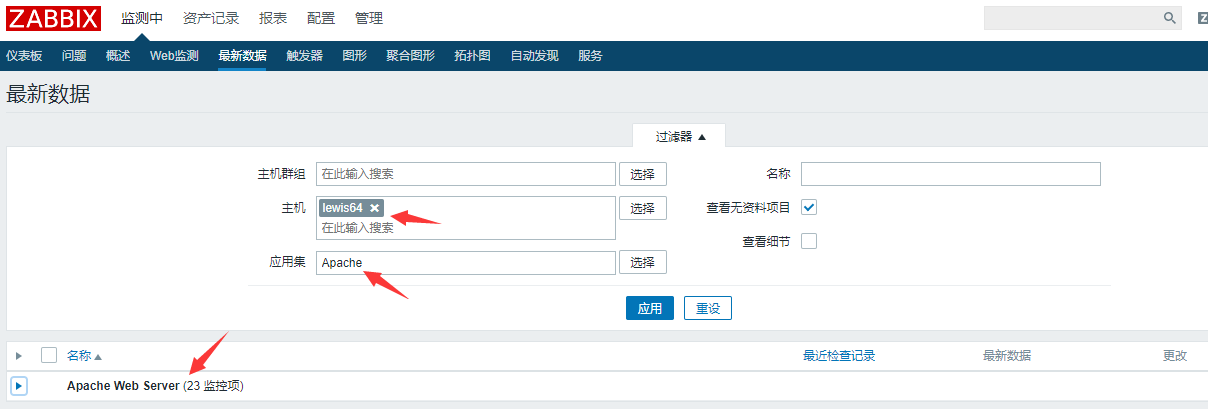 ZABBIX 监测中 资产记录 报表 配置 管理
仪表板 问题 概述 Web监测 最新数据 触发器 图形 聚合图形 拓扑图 自动发现 服务
最新数据
过滤器
主机群组 在此输入搜索 选择 名称
主机 lewis64 选择 查看无资料项目
在此输入搜索
查看细节
应用集 Apache 选择
应用 重设
名称 最近检查记录 最新数据 更改
Apache Web Server (23 监控项)